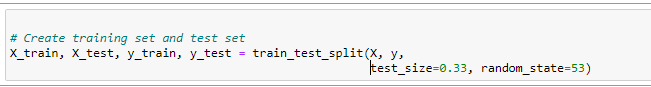 # Create training set and test set
X_train, X_test, y_train, y_test = train_test_split(X, y,
test_size=0.33, random_state=53)